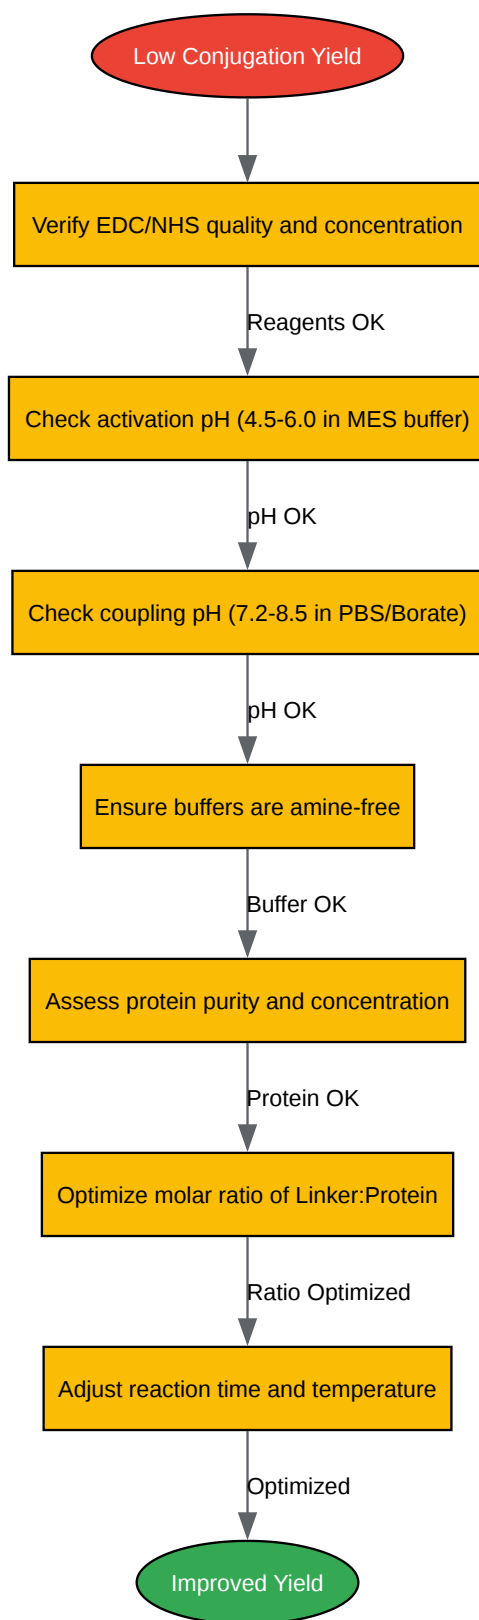 Low Conjugation Yield
Verify EDC/NHS quality and concentration
Reagents OK
Check activation pH (4.5-6.0 in MES buffer)
pH OK
Check coupling pH (7.2-8.5 in PBS/Borate)
pH OK
Ensure buffers are amine-free
Buffer OK
Assess protein purity and concentration
Protein OK
Optimize molar ratio of Linker:Protein
Ratio Optimized
Adjust reaction time and temperature
Optimized
Improved Yield